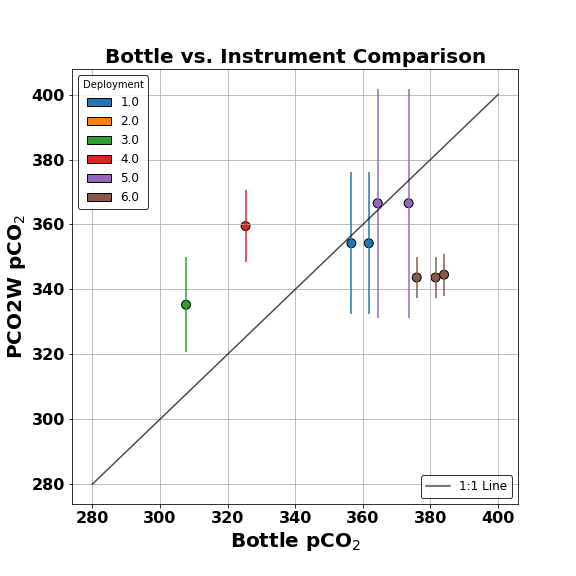 Bottle vs. Instrument Comparison
Deployment
1.0
2.0
3.0
4.0
5.0
6.0
400
380
360
340
320
300
280
PCO2W pCO₂
1:1 Line
280 300 320 340 360 380 400
Bottle pCO₂